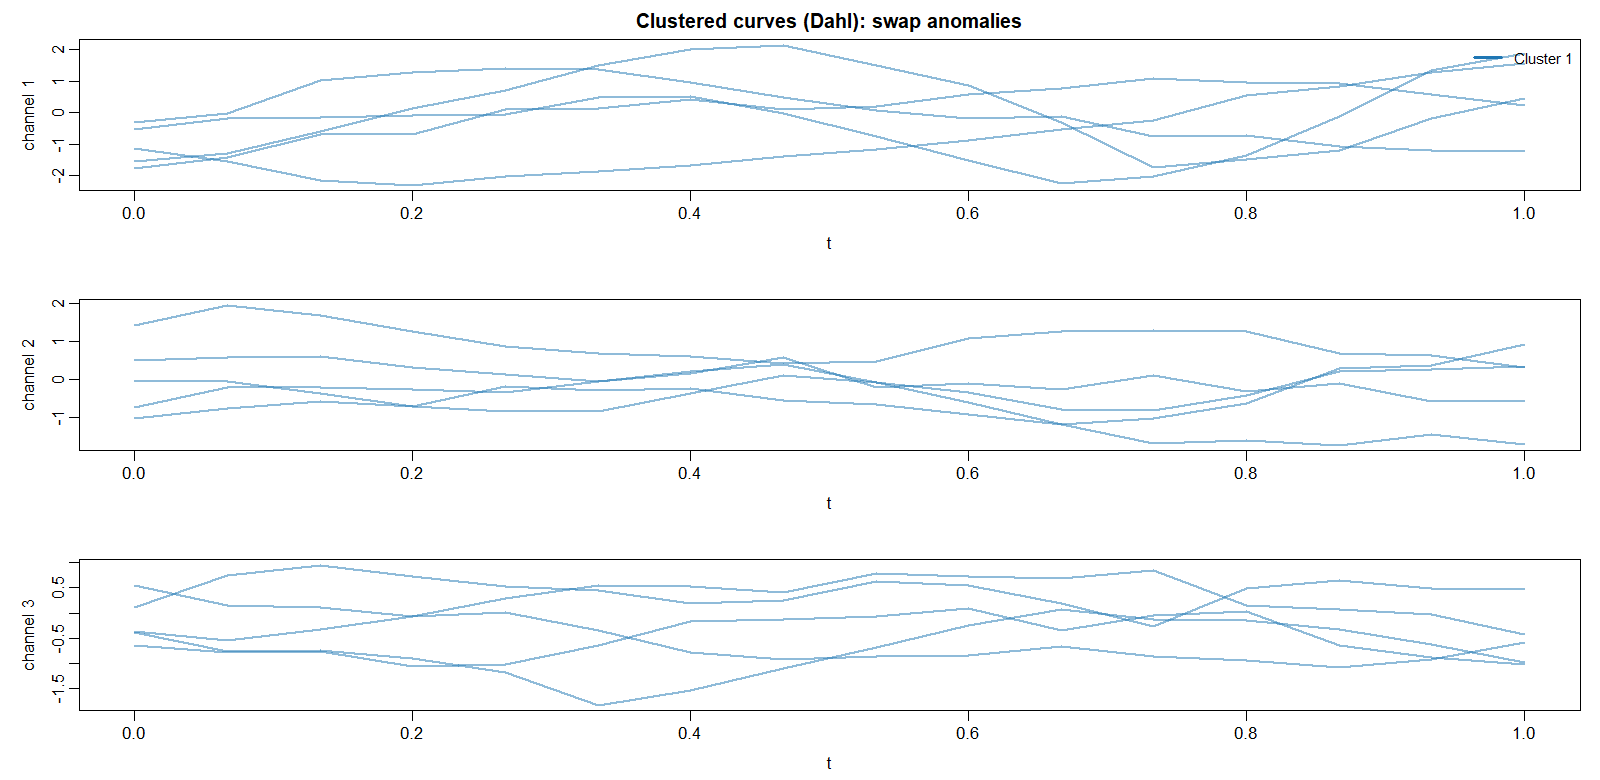 Clustered curves (Dahl): swap anomalies
Cluster 1
channel 1
2
1
0
-1
-2
0.0 0.2 0.4 0.6 0.8 1.0
t
channel 2
2
1
0
-1
0.0 0.2 0.4 0.6 0.8 1.0
t
channel 3
0.5
-0.5
-1.5
0.0 0.2 0.4 0.6 0.8 1.0
t